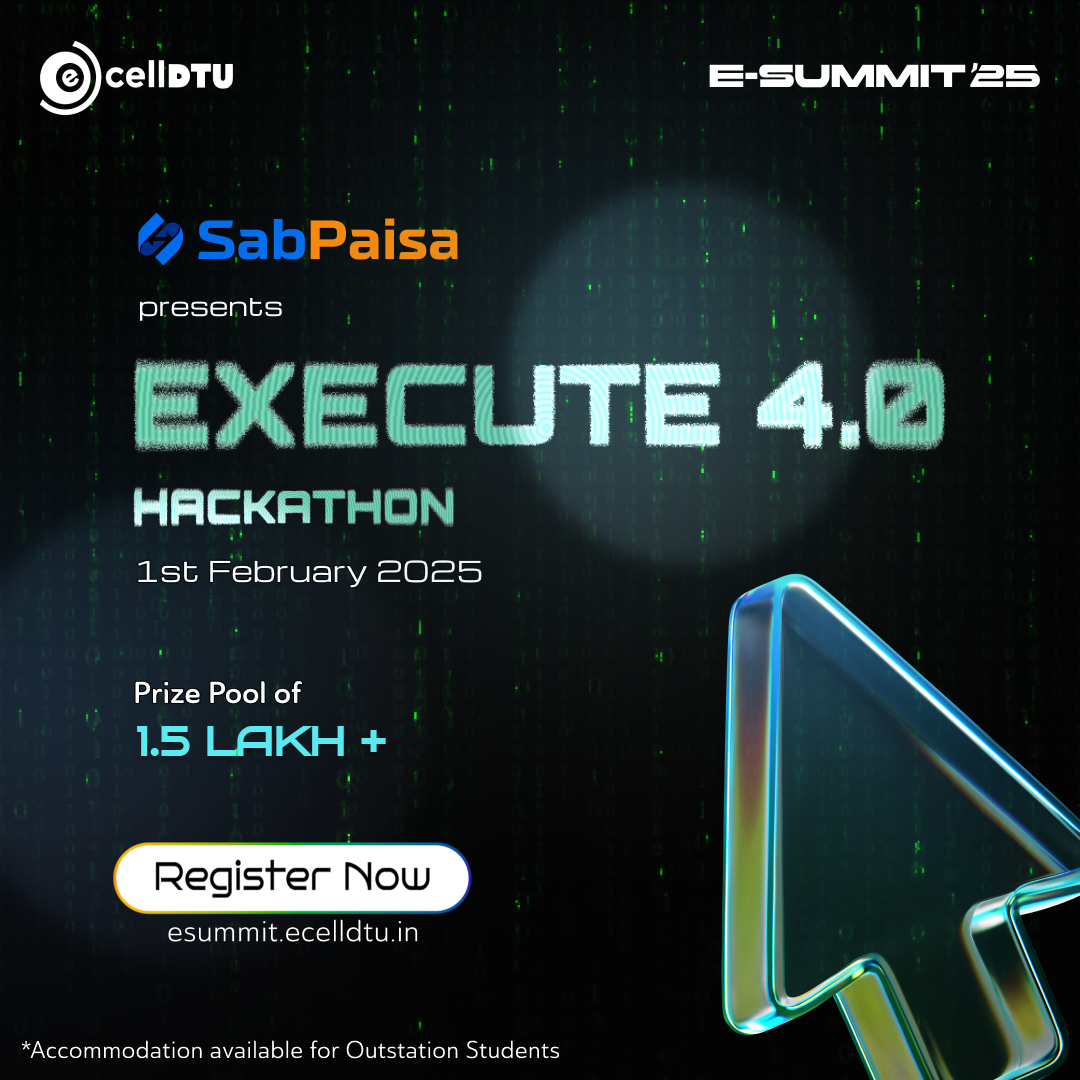 ecellDTU
E-SUMMIT'25
SabPaisa
presents
EXECUTE 4.0
HACKATHON
1st February 2025
Prize Pool of
1.5 LAKH +
Register Now
esummit.ecelldtu.in
*Accommodation available for Outstation Students